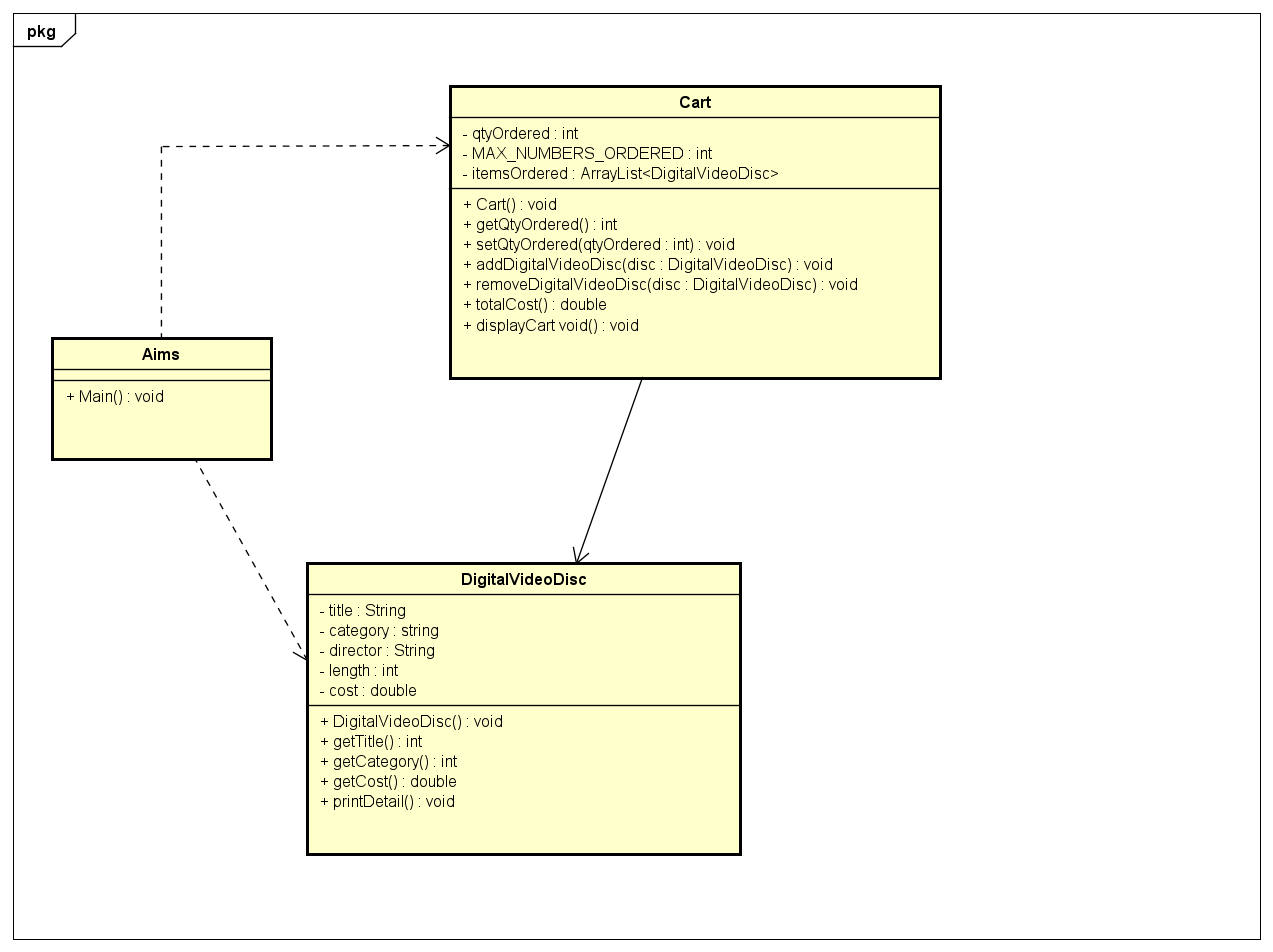 pkg
Cart
- qtyOrdered : int
- MAX_NUMBERS_ORDERED : int
- itemsOrdered : ArrayList<DigitalVideoDisc>
+ Cart() : void
+ getQtyOrdered() : int
+ setQtyOrdered(qtyOrdered : int) : void
+ addDigitalVideoDisc(disc : DigitalVideoDisc) : void
+ removeDigitalVideoDisc(disc : DigitalVideoDisc) : void
+ totalCost() : double
+ displayCart void() : void
Aims
+ Main() : void
DigitalVideoDisc
- title : String
- category : string
- director : String
- length : int
- cost : double
+ DigitalVideoDisc() : void
+ getTitle() : int
+ getCategory() : int
+ getCost() : double
+ printDetail() : void